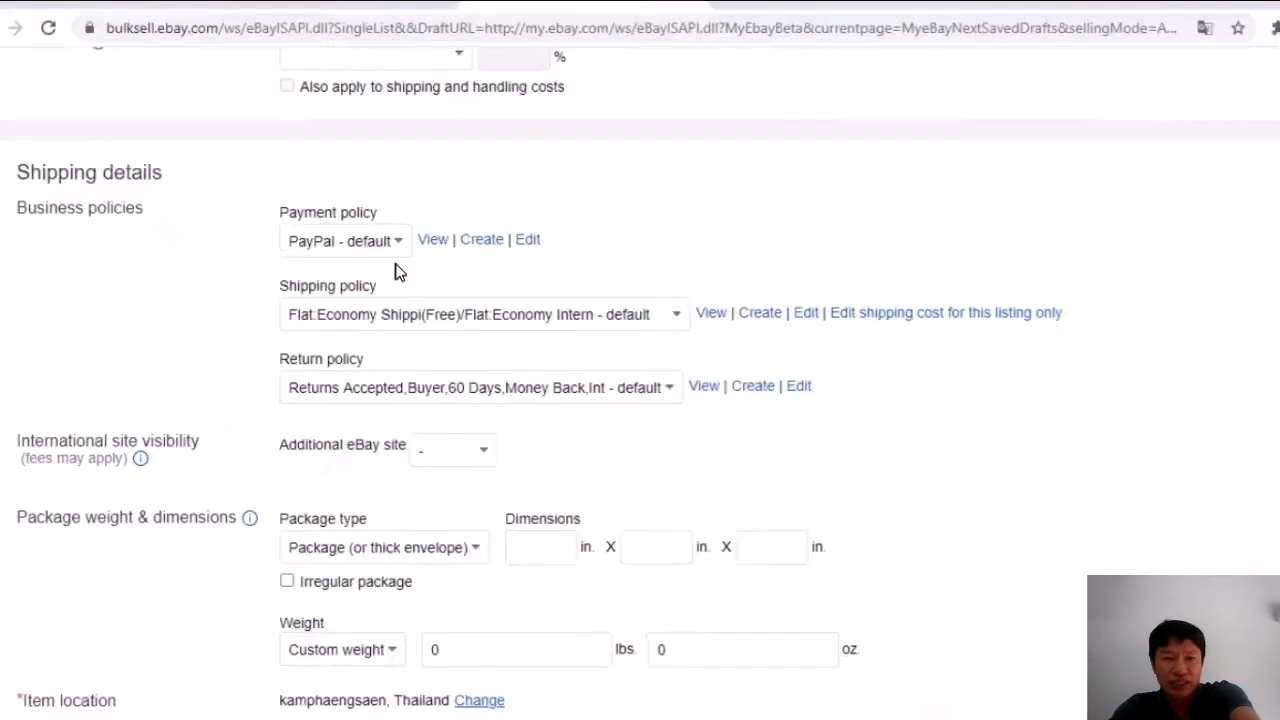 bulksell.ebay.com/ws/eBayISAPI.dll?SingleList&&DraftURL=http://my.ebay.com/ws/eBayISAPI.dll?MyEbayBeta&currentpage=MyeBayNextSavedDrafts&sellingMode=A...
%
Also apply to shipping and handling costs
Shipping details
Business policies
Payment policy
PayPal - default View | Create | Edit
Shipping policy
Flat:Economy Shippi(Free)/Flat:Economy Intern - default View | Create | Edit | Edit shipping cost for this listing only
Return policy
Returns Accepted,Buyer,60 Days,Money Back,Int - default View | Create | Edit
International site visibility Additional eBay site -
(fees may apply)
Package weight & dimensions Package type Dimensions
Package (or thick envelope) in. X in. X in.
Irregular package
Weight
Custom weight 0 lbs. 0 oz.
*Item location kamphaengsaen, Thailand Change